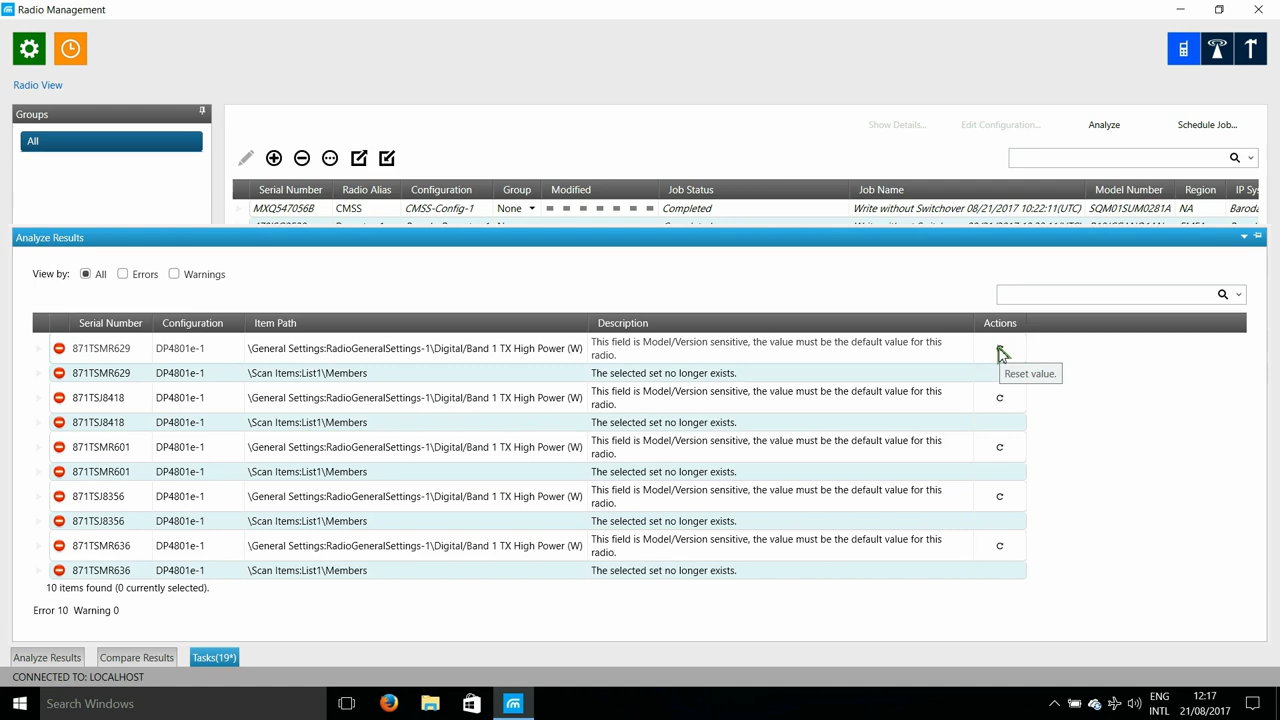 Radio Management
Radio View
Groups
All
Show Details...
Edit Configuration...
Analyze
Schedule Job...
Serial Number Radio Alias Configuration Group Modified Job Status Job Name Model Number Region IP Sy
MXQ547056B CMSS CMSS-Config-1 None Completed Write without Switchover 08/21/2017 10:22:11(UTC) SQM01SUM0281A NA Baroda
Analyze Results
View by: All Errors Warnings
Serial Number Configuration Item Path Description Actions
871TSMR629 DP4801e-1 \General Settings:RadioGeneralSettings-1\Digital/Band 1 TX High Power (W) This field is Model/Version sensitive, the value must be the default value for this
radio.
Reset value.
871TSMR629 DP4801e-1 \Scan Items:List1\Members The selected set no longer exists.
871TSJ8418 DP4801e-1 \General Settings:RadioGeneralSettings-1\Digital/Band 1 TX High Power (W) This field is Model/Version sensitive, the value must be the default value for this
radio.
871TSJ8418 DP4801e-1 \Scan Items:List1\Members The selected set no longer exists.
871TSMR601 DP4801e-1 \General Settings:RadioGeneralSettings-1\Digital/Band 1 TX High Power (W) This field is Model/Version sensitive, the value must be the default value for this
radio.
871TSMR601 DP4801e-1 \Scan Items:List1\Members The selected set no longer exists.
871TSJ8356 DP4801e-1 \General Settings:RadioGeneralSettings-1\Digital/Band 1 TX High Power (W) This field is Model/Version sensitive, the value must be the default value for this
radio.
871TSJ8356 DP4801e-1 \Scan Items:List1\Members The selected set no longer exists.
871TSMR636 DP4801e-1 \General Settings:RadioGeneralSettings-1\Digital/Band 1 TX High Power (W) This field is Model/Version sensitive, the value must be the default value for this
radio.
871TSMR636 DP4801e-1 \Scan Items:List1\Members The selected set no longer exists.
10 items found (0 currently selected).
Error 10 Warning 0
Analyze Results Compare Results Tasks(19*)
CONNECTED TO: LOCALHOST
Search Windows
ENG
INTL
12:17
21/08/2017